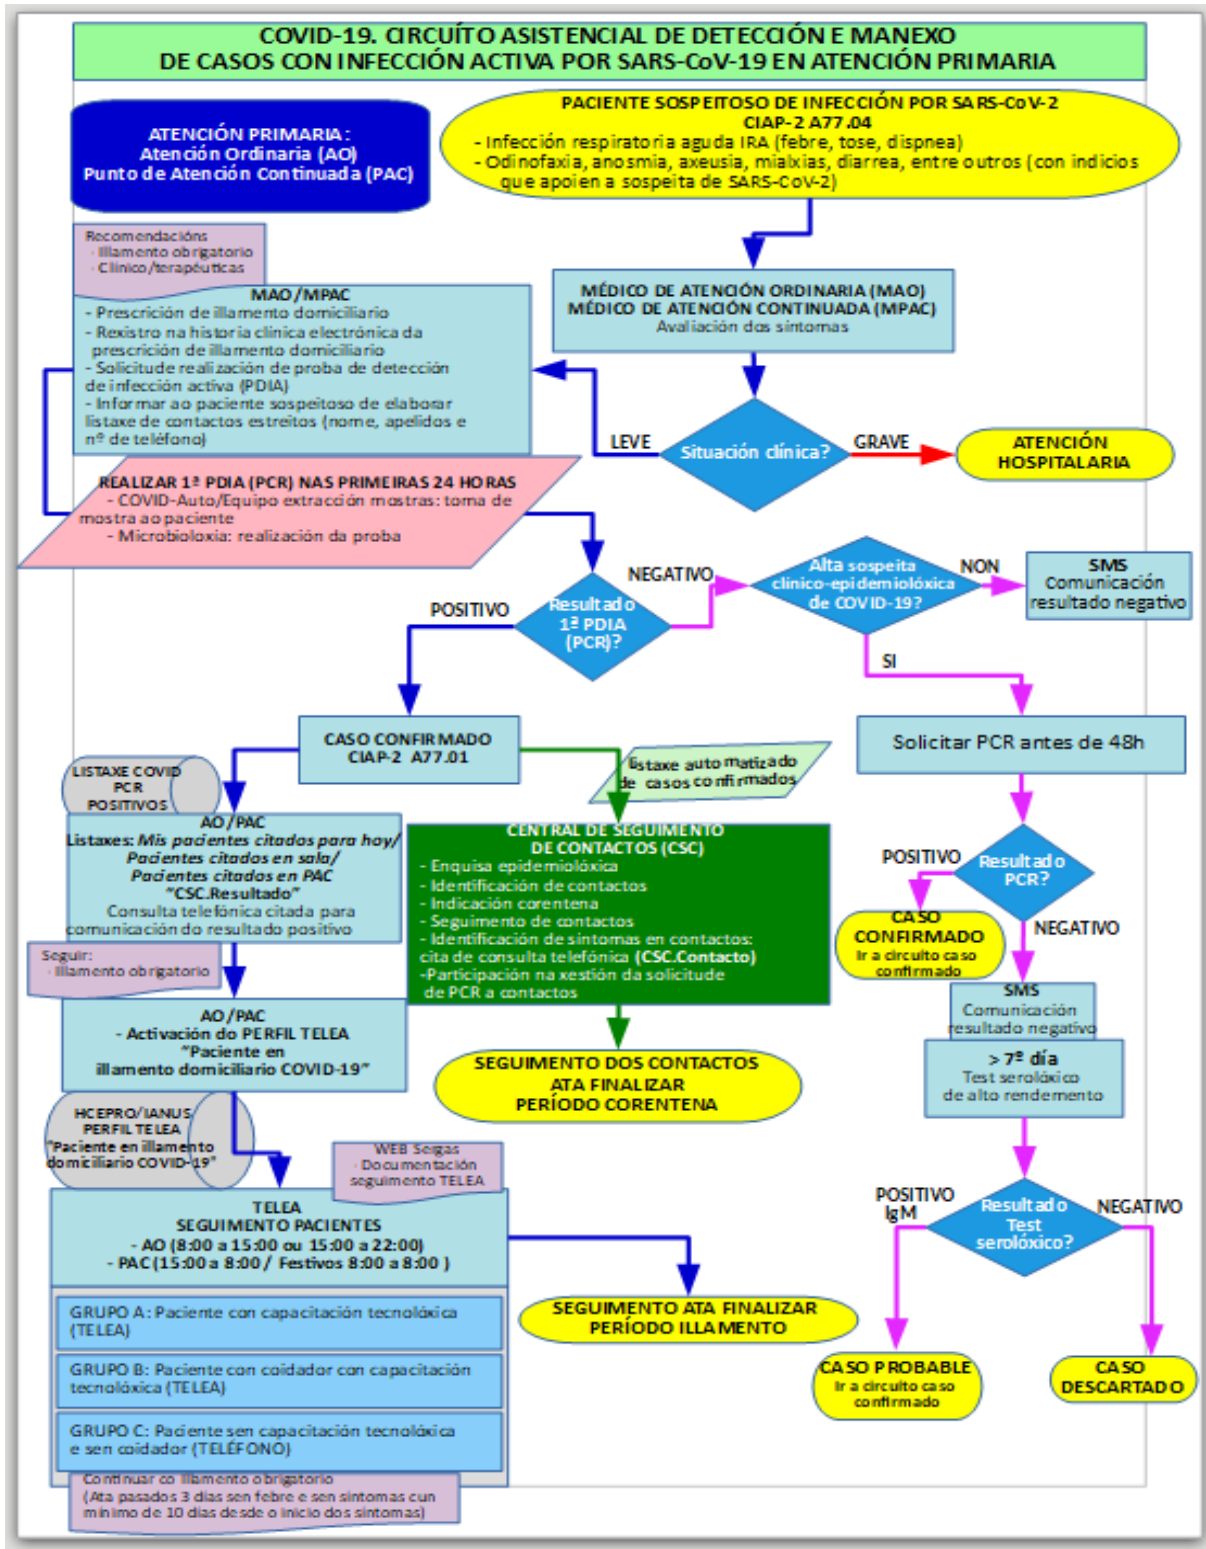 COVID-19. CIRCUÍTO ASISTENCIAL DE DETECCIÓN E MANEXO
DE CASOS CON INFECCIÓN ACTIVA POR SARS-CoV-19 EN ATENCIÓN PRIMARIA
ATENCIÓN PRIMARIA:
Atención Ordinaria (AO)
Punto de Atención Continuada (PAC)
PACIENTE SOSPEITOSO DE INFECCIÓN POR SARS-CoV-2
CIAP-2 A77.04
- Infección respiratoria aguda IRA (febre, tose, dispnea)
- Odinofaxia, anosmia, axeusia, mialxias, diarrea, entre outros (con indicios
que apoien a sospeita de SARS-CoV-2)
Recomendacións
· Illamento obrigatorio
· Clínico/terapéuticas
MAO/MPAC
- Prescrición de illamento domiciliario
- Rexistro na historia clínica electrónica da
prescrición de illamento domiciliario
- Solicitude realización de proba de detección
de infección activa (PDIA)
- Informar ao paciente sospeitoso de elaborar
listaxe de contactos estreitos (nome, apelidos e
nº de teléfono)
MÉDICO DE ATENCIÓN ORDINARIA (MAO)
MÉDICO DE ATENCIÓN CONTINUADA (MPAC)
Avaliación dos síntomas
LEVE
Situación clínica?
GRAVE
ATENCIÓN
HOSPITALARIA
REALIZAR 1ª PDIA (PCR) NAS PRIMEIRAS 24 HORAS
- COVID-Auto/Equipo extracción mostras: toma de
mostra ao paciente
- Microbioloxía: realización da proba
POSITIVO
Resultado
1ª PDIA
(PCR)?
NEGATIVO
Alta sospeita
clínico-epidemiolóxica
de COVID-19?
NON
SMS
Comunicación
resultado negativo
SI
Solicitar PCR antes de 48h
CASO CONFIRMADO
CIAP-2 A77.01
listaxe automatizado
de casos confirmados
LISTAXE COVID
PCR
POSITIVOS
AO/PAC
Listaxes: Mis pacientes citados para hoy/
Pacientes citados en sala/
Pacientes citados en PAC
"CSC.Resultado"
Consulta telefónica citada para
comunicación do resultado positivo
CENTRAL DE SEGUIMENTO
DE CONTACTOS (CSC)
- Enquisa epidemiolóxica
- Identificación de contactos
- Indicación corentena
- Seguimento de contactos
- Identificación de síntomas en contactos:
cita de consulta telefónica (CSC.Contacto)
-Participación na xestión da solicitude
de PCR a contactos
POSITIVO
Resultado
PCR?
NEGATIVO
CASO
CONFIRMADO
Ir a circuíto caso
confirmado
Seguir:
· Illamento obrigatorio
AO/PAC
- Activación do PERFIL TELEA
"Paciente en
illamento domiciliario COVID-19"
SEGUIMENTO DOS CONTACTOS
ATA FINALIZAR
PERÍODO CORENTENA
SMS
Comunicación
resultado negativo
> 7º día
Test serolóxico
de alto rendemento
HCEPRO/IANUS
PERFIL TELEA
"Paciente en illamento
domiciliario COVID-19"
WEB Sergas
· Documentación
seguimento TELEA
TELEA
SEGUIMENTO PACIENTES
- AO (8:00 a 15:00 ou 15:00 a 22:00)
- PAC (15:00 a 8:00 / Festivos 8:00 a 8:00 )
GRUPO A: Paciente con capacitación tecnolóxica
(TELEA)
GRUPO B: Paciente con coidador con capacitación
tecnolóxica (TELEA)
GRUPO C: Paciente sen capacitación tecnolóxica
e sen coidador (TELÉFONO)
Continuar co Illamento obrigatorio
(Ata pasados 3 días sen febre e sen síntomas cun
mínimo de 10 días desde o inicio dos síntomas)
SEGUIMENTO ATA FINALIZAR
PERÍODO ILLAMENTO
POSITIVO
IgM
Resultado
Test
serolóxico?
NEGATIVO
CASO PROBABLE
Ir a circuíto caso
confirmado
CASO
DESCARTADO